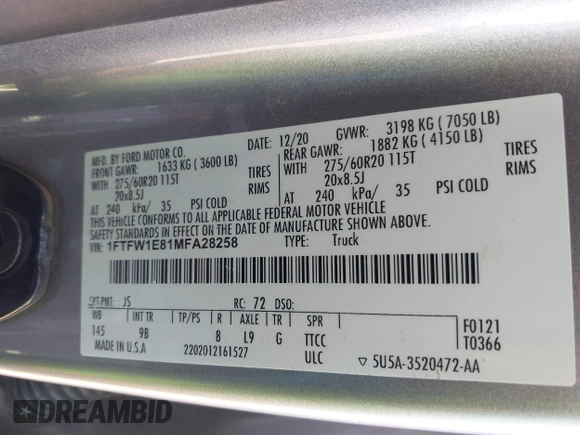 MFD. BY FORD MOTOR CO.
DATE: 12/20 GVWR: 3198 KG ( 7050 LB)
FRONT GAWR: 1633 KG ( 3600 LB) REAR GAWR: 1882 KG ( 4150 LB)
WITH 275/60R20 115T TIRES WITH 275/60R20 115T TIRES
20x8.5J RIMS 20x8.5J RIMS
AT 240 kPa/ 35 PSI COLD AT 240 kPa/ 35 PSI COLD
THIS VEHICLE CONFORMS TO ALL APPLICABLE FEDERAL MOTOR VEHICLE
SAFETY STANDARDS IN EFFECT ON THE DATE OF MANUFACTURE SHOWN ABOVE.
VIN: 1FTFW1E81MFA28258 TYPE: Truck
EXT PNT: JS RC: 72 DSO:
WB INT TR TP/PS R AXLE TR SPR
145 9B 8 L9 G TTCC
MADE IN U.S.A 2202012161527 ULC
F0121
T0366
▽ 5U5A-3520472-AA
DREAMBID